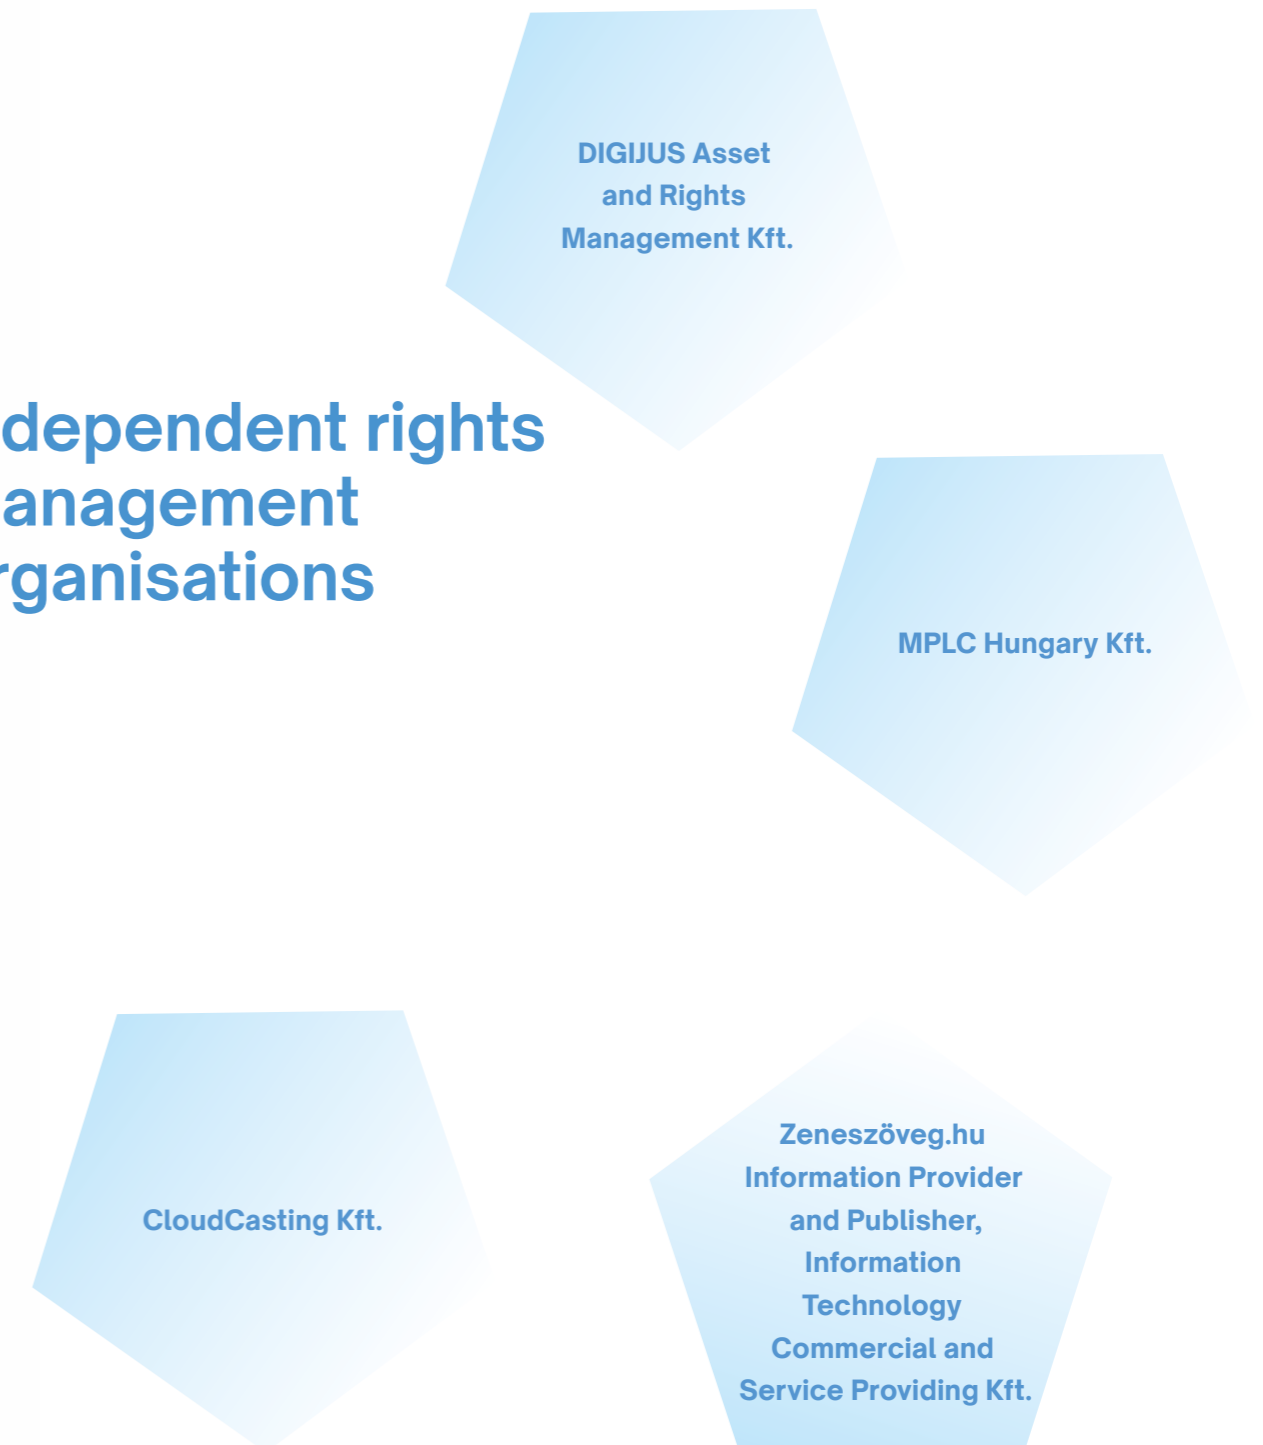 DIGIJUS Asset
and Rights
Management Kft.
dependent rights
anagement
rganisations
MPLC Hungary Kft.
CloudCasting Kft.
Zeneszöveg.hu
Information Provider
and Publisher,
Information
Technology
Commercial and
Service Providing Kft.